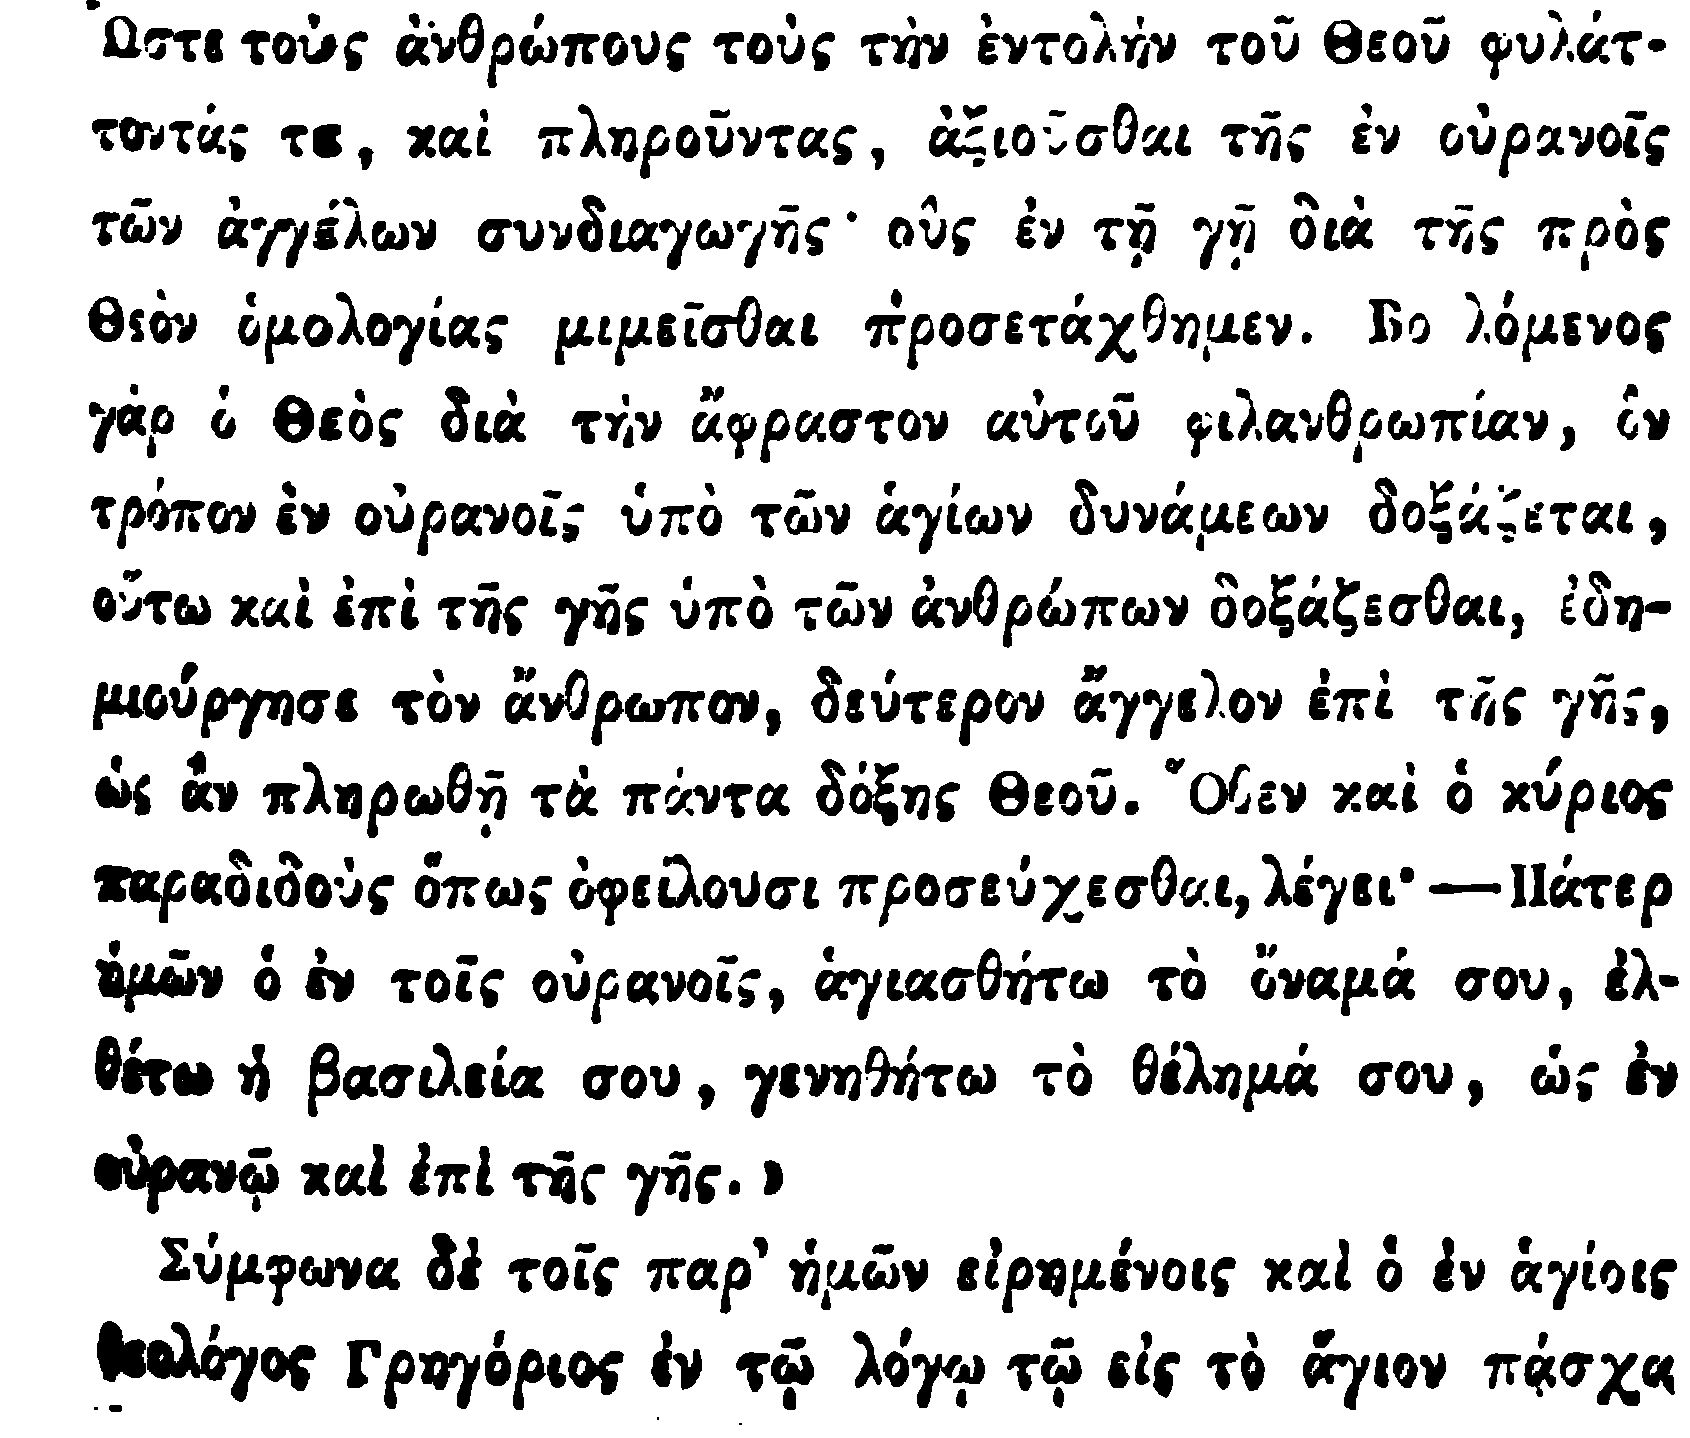 Ὥστε τοὺς ἀνθρώπους τοὺς τὴν ἐντολὴν τοῦ Θεοῦ φυλάτ-
τοντάς τε, καὶ πληροῦντας, ἀξιοῦσθαι τῆς ἐν οὐρανοῖς
τῶν ἀγγέλων συνδιαγωγῆς· οὓς ἐν τῇ γῇ διὰ τῆς πρὸς
Θεὸν ὁμολογίας μιμεῖσθαι προσετάχθημεν. Βο λόμενος
γὰρ ὁ Θεὸς διὰ τὴν ἄφραστον αὐτοῦ φιλανθρωπίαν, ὃν
τρόπον ἐν οὐρανοῖς ὑπὸ τῶν ἁγίων δυνάμεων δοξάζεται,
οὕτω καὶ ἐπὶ τῆς γῆς ὑπὸ τῶν ἀνθρώπων δοξάζεσθαι, ἐδη-
μιούργησε τὸν ἄνθρωπον, δεύτερον ἄγγελον ἐπὶ τῆς γῆς,
ὡς ἂν πληρωθῇ τὰ πάντα δόξης Θεοῦ. Ὅθεν καὶ ὁ κύριος
παραδιδοὺς ὅπως ὀφείλουσι προσεύχεσθαι, λέγει· — Πάτερ
ἡμῶν ὁ ἐν τοῖς οὐρανοῖς, ἁγιασθήτω τὸ ὄναμά σου, ἐλ-
θέτω ἡ βασιλεία σου, γενηθήτω τὸ θέλημά σου, ὡς ἐν
οὐρανῷ καὶ ἐπὶ τῆς γῆς. »
Σύμφωνα δὲ τοῖς παρ' ἡμῶν εἰρημένοις καὶ ὁ ἐν ἁγίοις
θεολόγος Γρηγόριος ἐν τῷ λόγῳ τῷ εἰς τὸ ἅγιον πάσχα